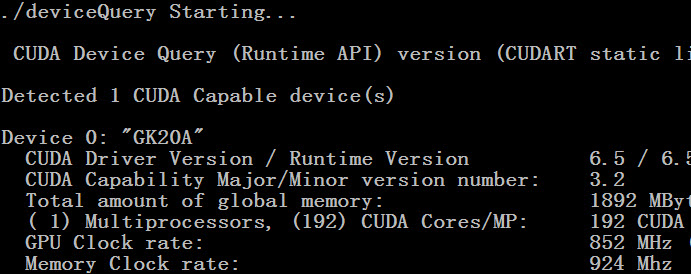 ./deviceQuery Starting...
CUDA Device Query (Runtime API) version (CUDART static
Detected 1 CUDA Capable device(s)
Device 0: "GK20A"
CUDA Driver Version / Runtime Version 6.5 / 6.5
CUDA Capability Major/Minor version number: 3.2
Total amount of global memory: 1892 MByt
( 1) Multiprocessors, (192) CUDA Cores/MP: 192 CUDA
GPU Clock rate: 852 MHz
Memory Clock rate: 924 Mhz